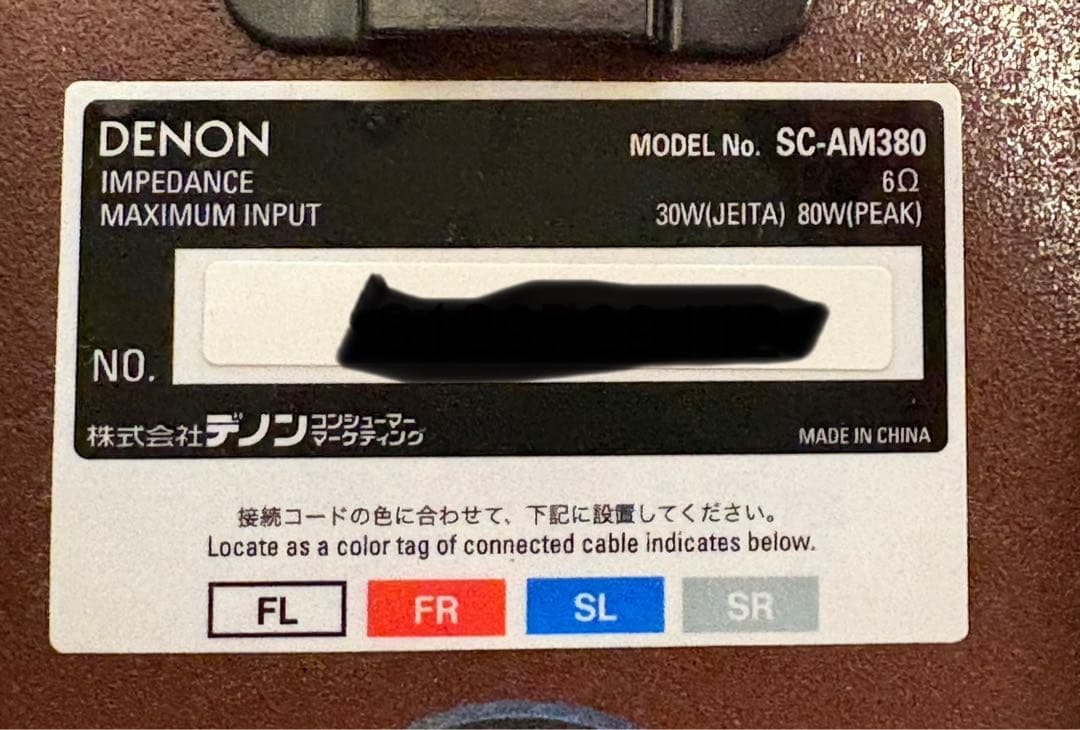 DENON
MODEL No. SC-AM380
IMPEDANCE 6Ω
MAXIMUM INPUT 30W(JEITA) 80W(PEAK)
NO.
株式会社デノンコンシューマーマーケティング
MADE IN CHINA
接続コードの色に合わせて、下記に設置してください。
Locate as a color tag of connected cable indicates below.
FL FR SL SR